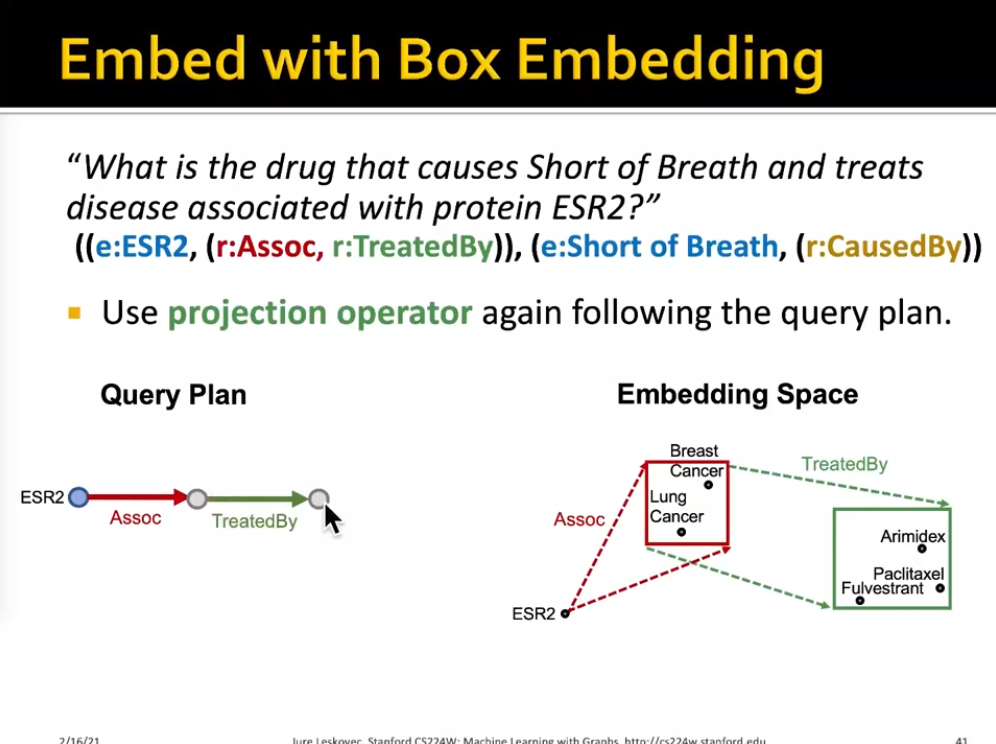 Embed with Box Embedding
“What is the drug that causes Short of Breath and treats
disease associated with protein ESR2?”
((e:ESR2, (r:Assoc, r:TreatedBy)), (e:Short of Breath, (r:CausedBy))
Use projection operator again following the query plan.
Query Plan
ESR2
Assoc
TreatedBy
Embedding Space
Breast
Cancer
Lung
Cancer
TreatedBy
Assoc
Arimidex
Paclitaxel
Fulvestrant
ESR2
2/16/21
Jure Leskovec, Stanford CS224W: Machine Learning with Graphs, http://cs224w.stanford.edu
41